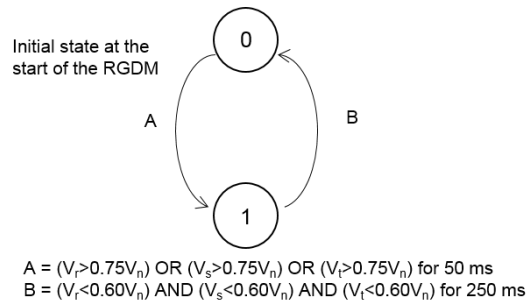 0
Initial state at the
start of the RGDM
A
B
1
A = (Vr>0.75Vn) OR (Vs>0.75Vn) OR (Vt>0.75Vn) for 50 ms
B = (Vr<0.60Vn) AND (Vs<0.60Vn) AND (Vt<0.60Vn) for 250 ms